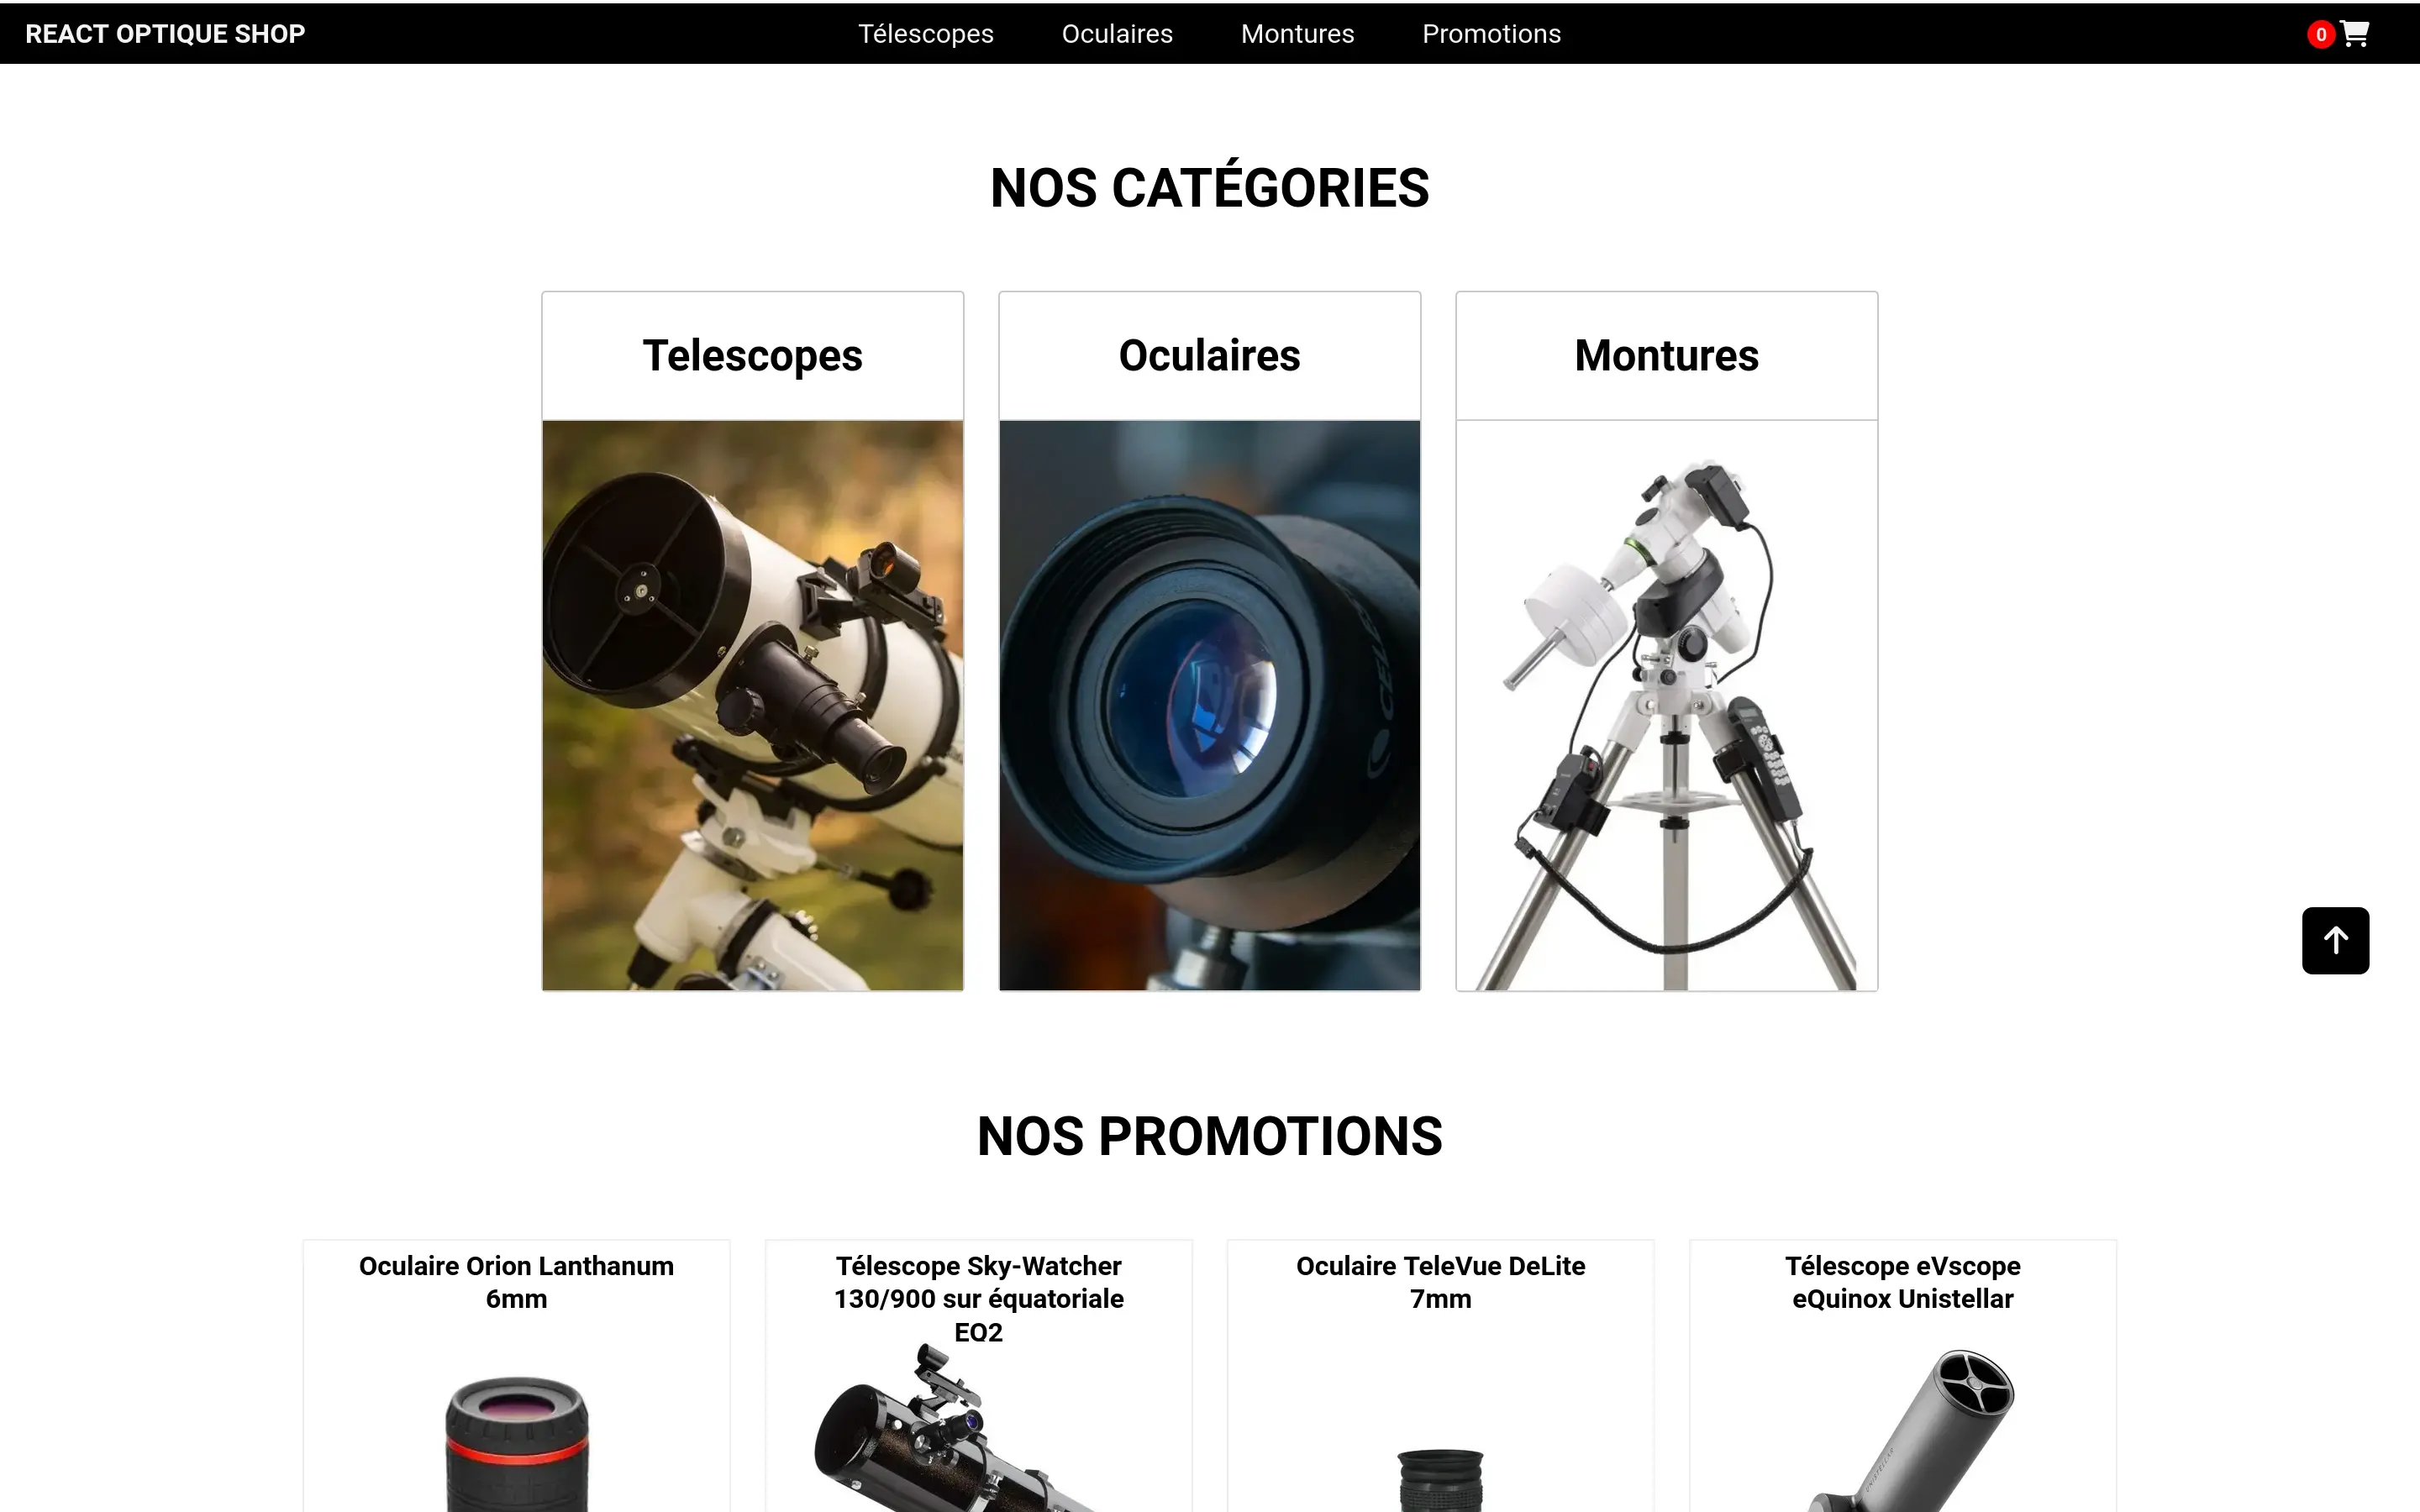 REACT OPTIQUE SHOP
Télescopes
Oculaires
Montures
Promotions
0
NOS CATÉGORIES
Telescopes
Oculaires
Montures
NOS PROMOTIONS
Oculaire Orion Lanthanum
6mm
Télescope Sky-Watcher
130/900 sur équatoriale
EQ2
Oculaire TeleVue DeLite
7mm
Télescope eVscope
eQuinox Unistellar